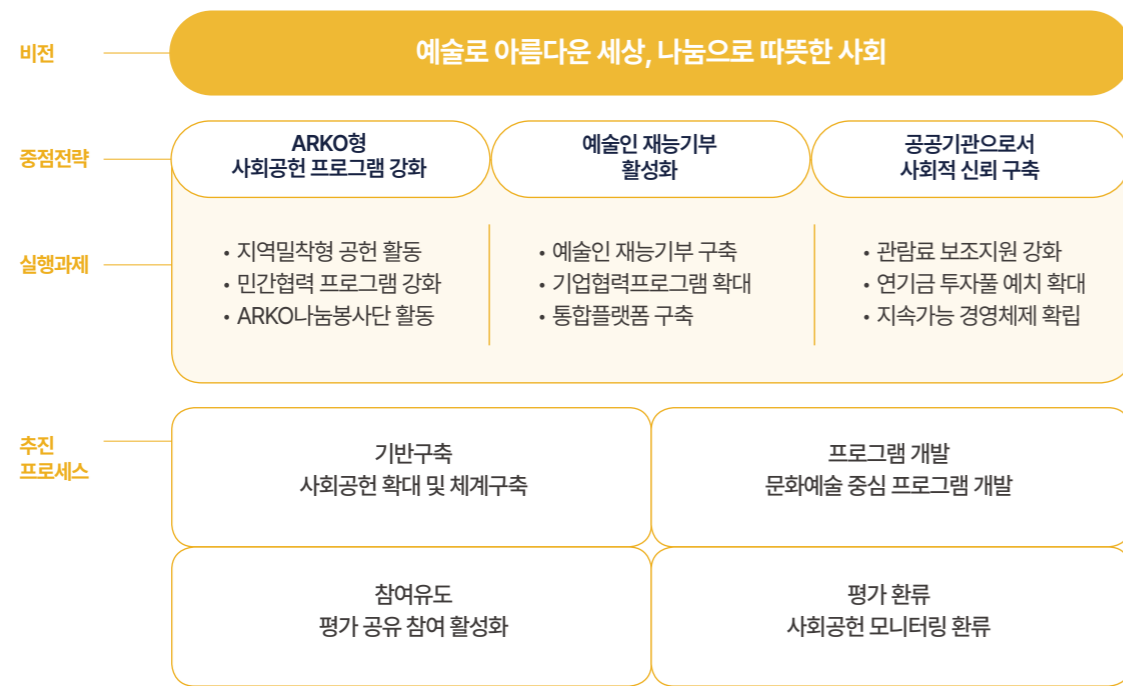 비전
예술로 아름다운 세상, 나눔으로 따뜻한 사회
중점전략
ARKO형
사회공헌 프로그램 강화
예술인 재능기부
활성화
공공기관으로서
사회적 신뢰 구축
실행과제
• 지역밀착형 공헌 활동
• 민간협력 프로그램 강화
• ARKO나눔봉사단 활동
• 예술인 재능기부 구축
• 기업협력프로그램 확대
• 통합플랫폼 구축
• 관람료 보조지원 강화
• 연기금 투자풀 예치 확대
• 지속가능 경영체제 확립
추진
프로세스
기반구축
사회공헌 확대 및 체계구축
프로그램 개발
문화예술 중심 프로그램 개발
참여유도
평가 공유 참여 활성화
평가 환류
사회공헌 모니터링 환류